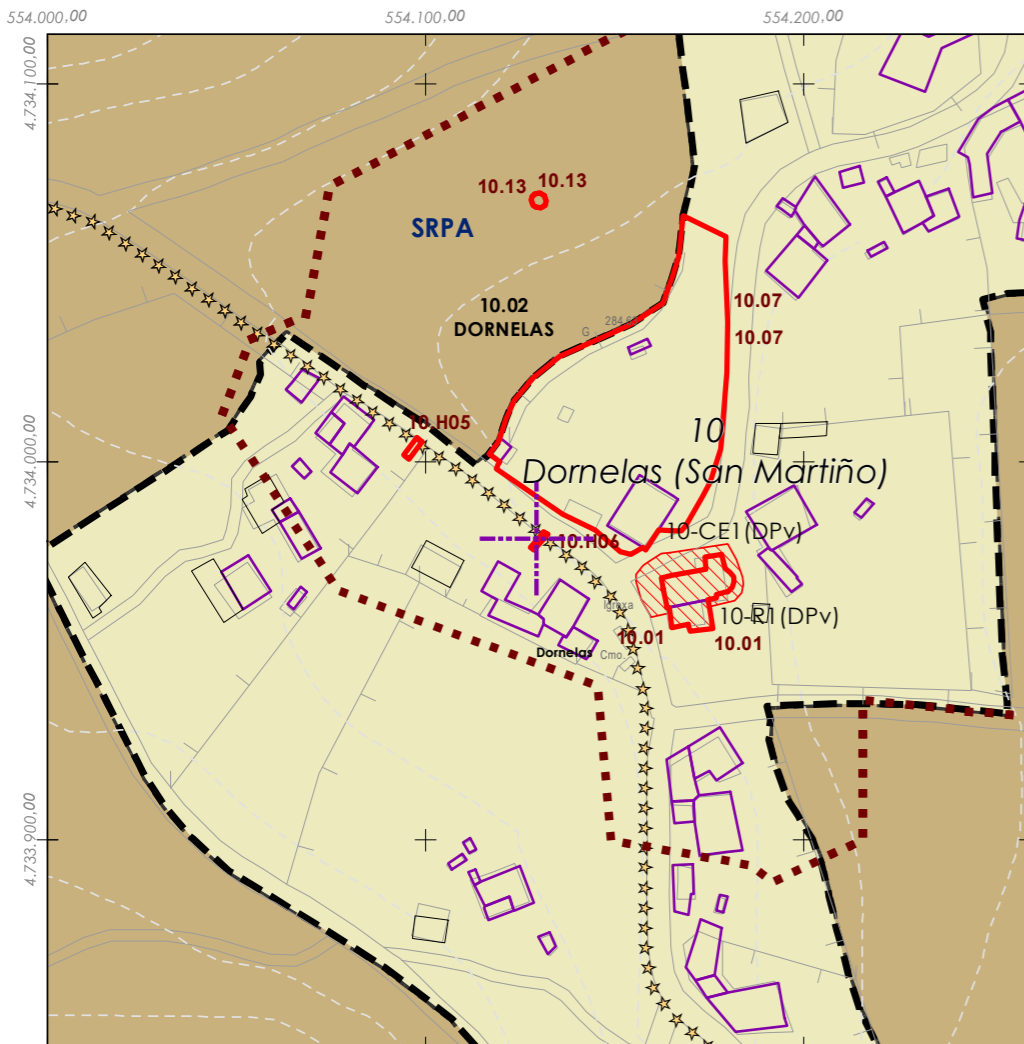 554.000,00
554.100,00
554.200,00
4.734.100,00
4.734.000,00
4.733.900,00
10.13 10.13
SRPA
10.02
DORNELAS
G
10.07
10.07
10.H05
10
Dornelas (San Martiño)
10-CE1(DPv)
10.H06
Igrexa
10-R1(DPv)
10.01
10.01
Dornelas
Cmo.